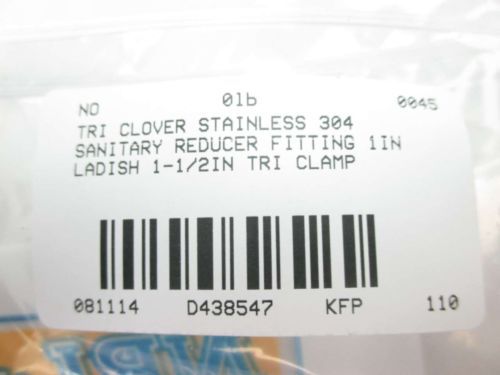 NO 01b 0045
TRI CLOVER STAINLESS 304
SANITARY REDUCER FITTING 1IN
LADISH 1-1/2IN TRI CLAMP
081114 D438547 KFP 110